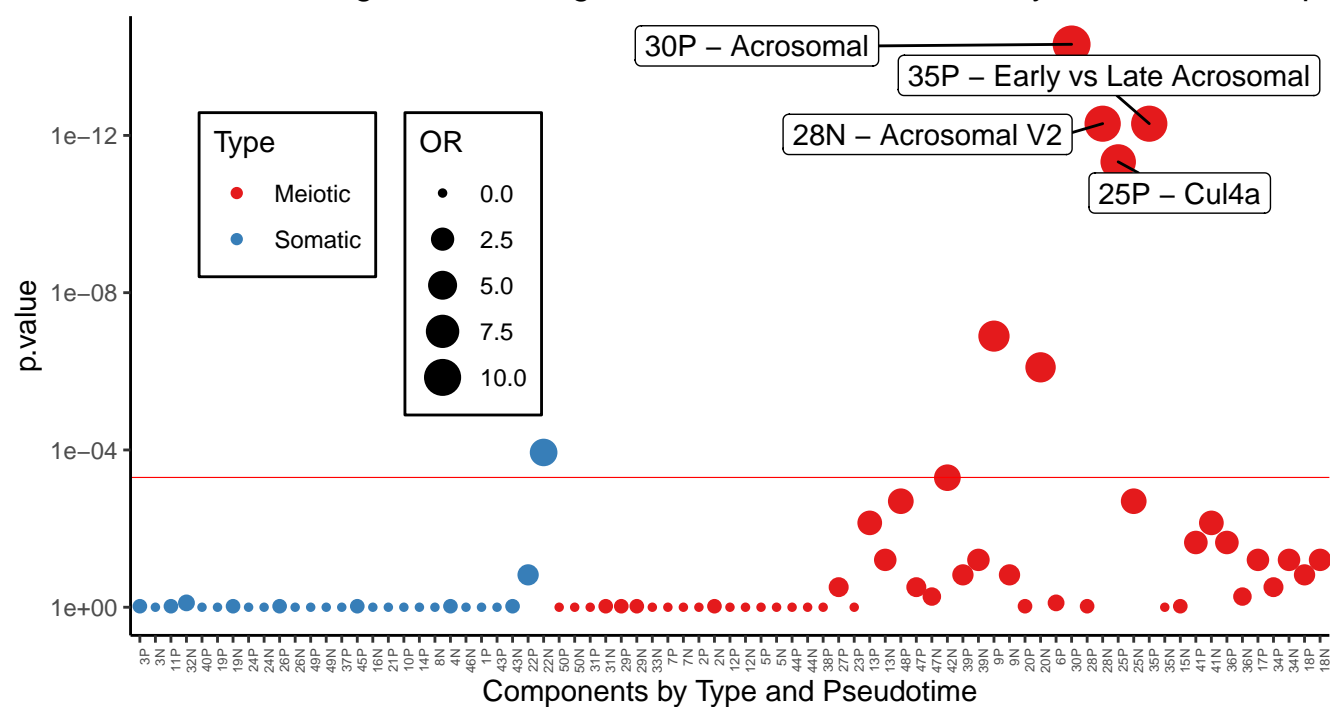 30P – Acrosomal
35P – Early vs Late Acrosomal
28N – Acrosomal V2
25P – Cul4a
Type
Meiotic
Somatic
OR
0.0
2.5
5.0
7.5
10.0
p.value
1e−12
1e−08
1e−04
1e+00
3P
3N
11P
32N
40P
19P
19N
24P
24N
26P
26N
49P
49N
37P
45P
16N
21P
10P
14P
8N
4N
46N
1P
43P
43N
22P
22N
50P
50N
31P
31N
29P
29N
33N
7P
7N
2P
2N
12P
12N
5P
5N
44P
44N
38P
27P
23P
13P
13N
48P
47P
47N
42N
39P
39N
9P
9N
20P
20N
6P
30P
28P
28N
25P
25N
35P
35N
15N
41P
41N
36P
36N
17P
34P
34N
18P
18N
Components by Type and Pseudotime